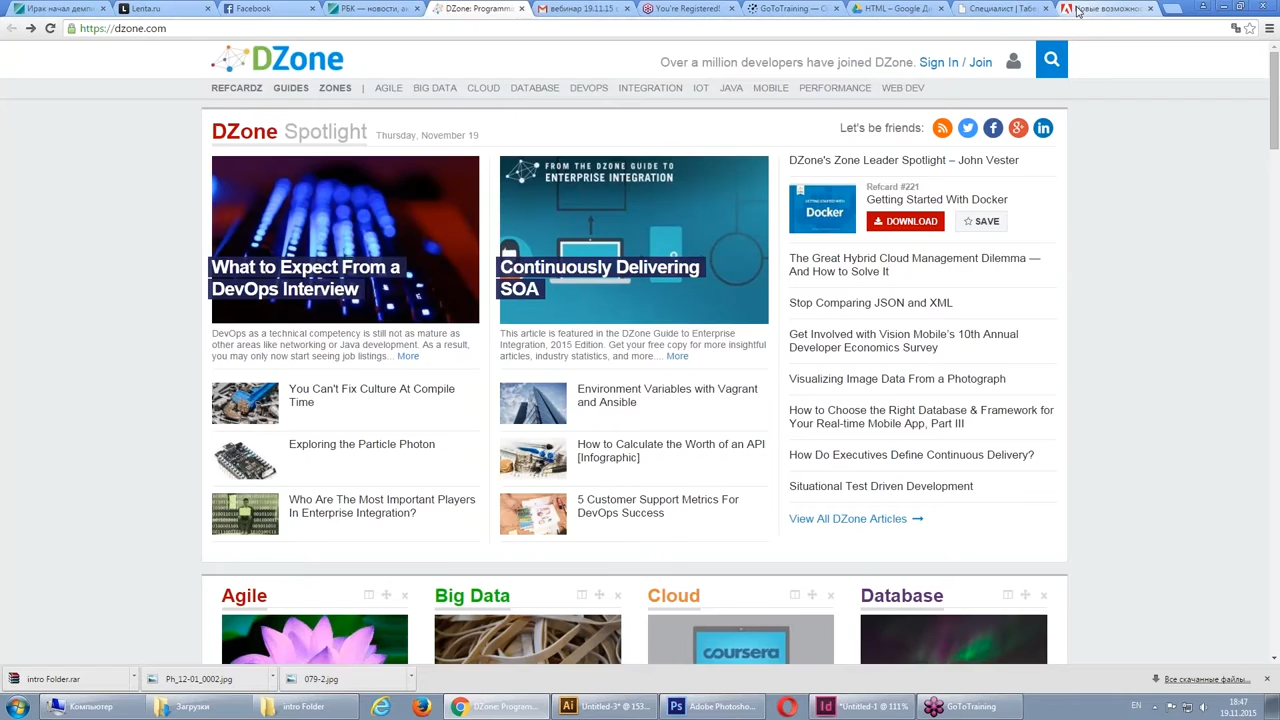 Ирак начал демпи
Lenta.ru
Facebook
РБК — новости, ак
DZone: Programmi
вебинар 19.11.15 c
You're Registered!
GoToTraining — Ch
HTML – Google Д
Специалист | Табе
Новые возможнос
https://dzone.com
DZone
Over a million developers have joined DZone. Sign In / Join
REFCARDZ GUIDES ZONES | AGILE BIG DATA CLOUD DATABASE DEVOPS INTEGRATION IOT JAVA MOBILE PERFORMANCE WEB DEV
DZone Spotlight Thursday, November 19
Let's be friends:
What to Expect From a
DevOps Interview
DevOps as a technical competency is still not as mature as
other areas like networking or Java development. As a result,
you may only now start seeing job listings... More
You Can't Fix Culture At Compile
Time
Exploring the Particle Photon
Who Are The Most Important Players
In Enterprise Integration?
FROM THE DZONE GUIDE TO
ENTERPRISE INTEGRATION
Continuously Delivering
SOA
This article is featured in the DZone Guide to Enterprise
Integration, 2015 Edition. Get your free copy for more insightful
articles, industry statistics, and more.... More
Environment Variables with Vagrant
and Ansible
How to Calculate the Worth of an API
[Infographic]
5 Customer Support Metrics For
DevOps Success
DZone's Zone Leader Spotlight – John Vester
GETTING STARTED WITH
Docker
Refcard #221
Getting Started With Docker
DOWNLOAD
SAVE
The Great Hybrid Cloud Management Dilemma —
And How to Solve It
Stop Comparing JSON and XML
Get Involved with Vision Mobile's 10th Annual
Developer Economics Survey
Visualizing Image Data From a Photograph
How to Choose the Right Database & Framework for
Your Real-time Mobile App, Part III
How Do Executives Define Continuous Delivery?
Situational Test Driven Development
View All DZone Articles
Agile
Big Data
Cloud
Database
coursera
intro Folder.rar
Ph_12-01_0002.jpg
079-2.jpg
Все скачанные файлы...
Компьютер
Загрузки
intro Folder
DZone: Program...
Untitled-3* @ 153...
Adobe Photosho...
*Untitled-1 @ 111%
GoToTraining
EN
18:47
19.11.2015